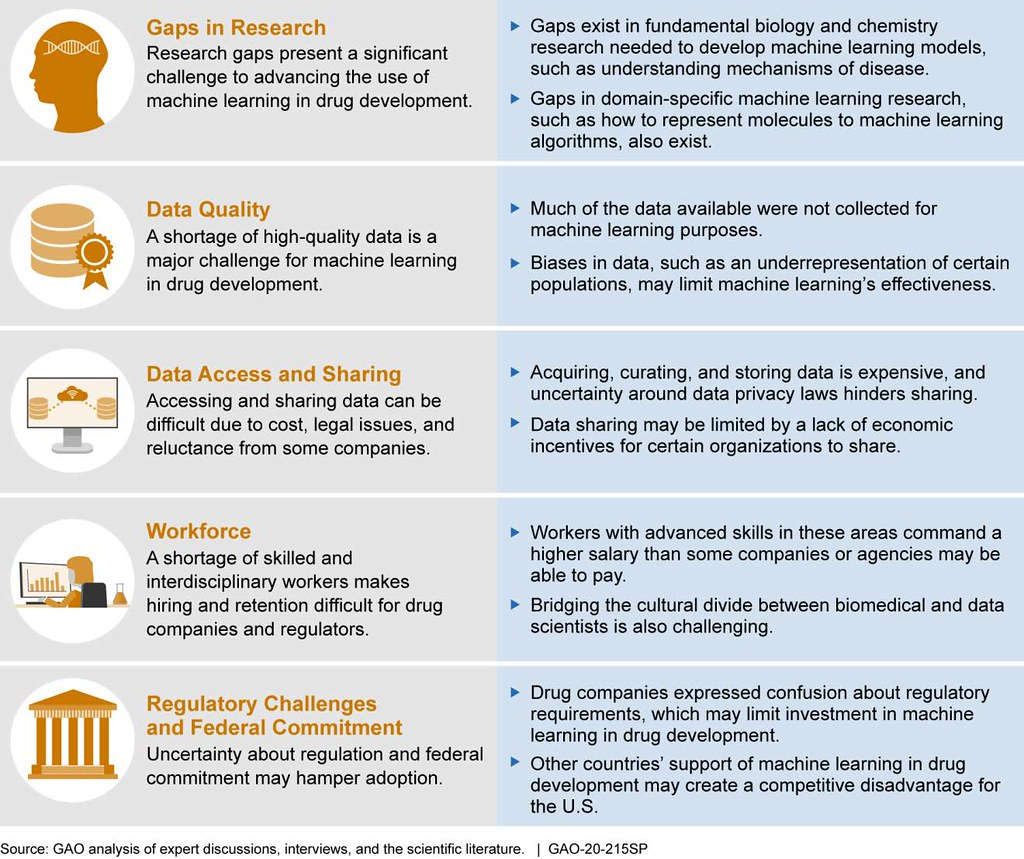 Gaps in Research
Research gaps present a significant
challenge to advancing the use of
machine learning in drug development.
Gaps exist in fundamental biology and chemistry
research needed to develop machine learning models,
such as understanding mechanisms of disease.
Gaps in domain-specific machine learning research,
such as how to represent molecules to machine learning
algorithms, also exist.
Data Quality
A shortage of high-quality data is a
major challenge for machine learning
in drug development.
Much of the data available were not collected for
machine learning purposes.
Biases in data, such as an underrepresentation of certain
populations, may limit machine learning’s effectiveness.
Data Access and Sharing
Accessing and sharing data can be
difficult due to cost, legal issues, and
reluctance from some companies.
Acquiring, curating, and storing data is expensive, and
uncertainty around data privacy laws hinders sharing.
Data sharing may be limited by a lack of economic
incentives for certain organizations to share.
Workforce
A shortage of skilled and
interdisciplinary workers makes
hiring and retention difficult for drug
companies and regulators.
Workers with advanced skills in these areas command a
higher salary than some companies or agencies may be
able to pay.
Bridging the cultural divide between biomedical and data
scientists is also challenging.
Regulatory Challenges
and Federal Commitment
Uncertainty about regulation and federal
commitment may hamper adoption.
Drug companies expressed confusion about regulatory
requirements, which may limit investment in machine
learning in drug development.
Other countries’ support of machine learning in drug
development may create a competitive disadvantage for
the U.S.
Source: GAO analysis of expert discussions, interviews, and the scientific literature. | GAO-20-215SP